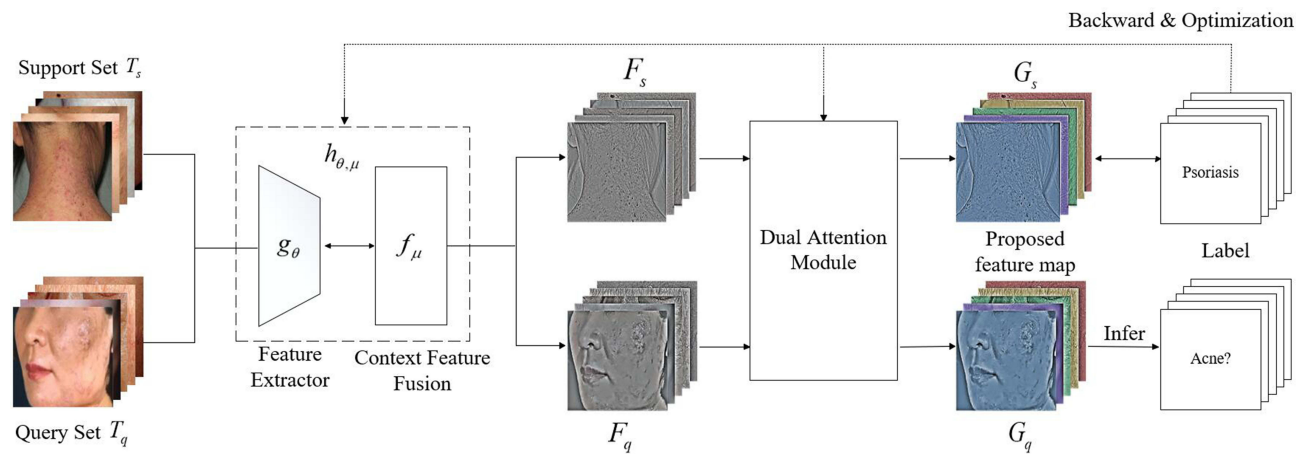 Backward & Optimization
Support Set T_s
F_s
G_s
h_{θ,μ}
g_θ
f_μ
Dual Attention
Module
Psoriasis
Proposed
feature map
Label
Feature
Extractor
Context Feature
Fusion
Infer
Acne?
Query Set T_q
F_q
G_q